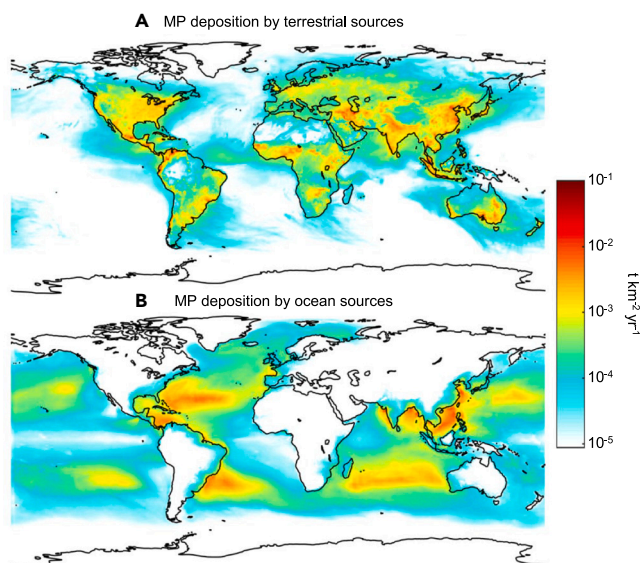 A MP deposition by terrestrial sources
B MP deposition by ocean sources
10⁻¹
10⁻²
10⁻³
10⁻⁴
10⁻⁵
t km⁻² yr⁻¹